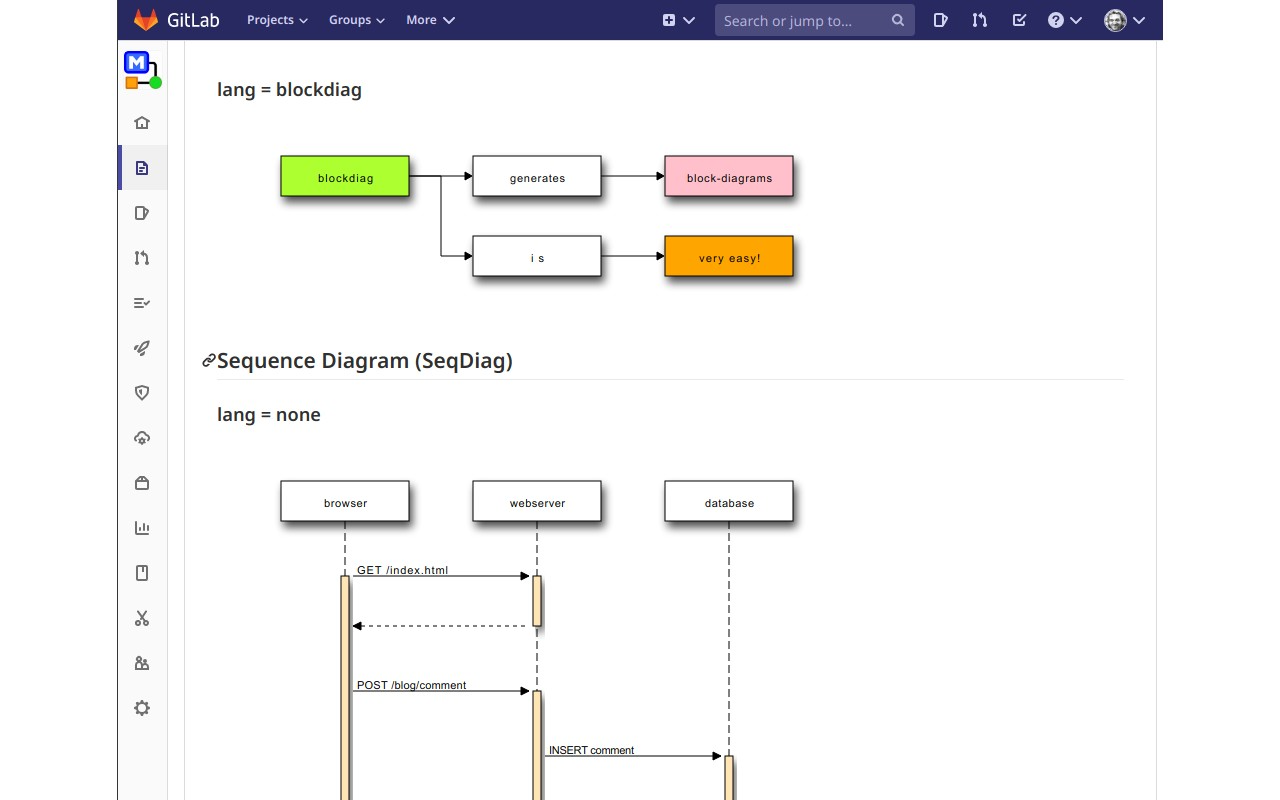 GitLab Projects Groups More Search or jump to...
M
lang = blockdiag
blockdiag generates block-diagrams
is very easy!
Sequence Diagram (SeqDiag)
lang = none
browser webserver database
GET /index.html
POST /blog/comment
INSERT comment